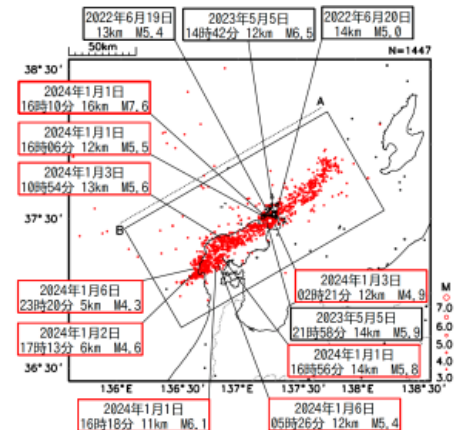 2022年6月19日
13km M5.4
2023年5月5日
14時42分 12km M6.5
2022年6月20日
14km M5.0
50km
N=1447
38°30'
2024年1月1日
16時10分 16km M7.6
A
2024年1月1日
16時06分 12km M5.5
2024年1月3日
10時54分 13km M5.6
37°30'
B
2024年1月6日
23時20分 5km M4.3
2024年1月3日
02時21分 12km M4.9
2024年1月2日
17時13分 6km M4.6
2023年5月5日
21時58分 14km M5.9
2024年1月1日
16時56分 14km M5.8
M
7.0
6.0
5.0
4.0
3.0
36°30'
136°E
136°30'
137°E
137°30'
138°E
138°30'
2024年1月1日
16時18分 11km M6.1
2024年1月6日
05時26分 12km M5.4